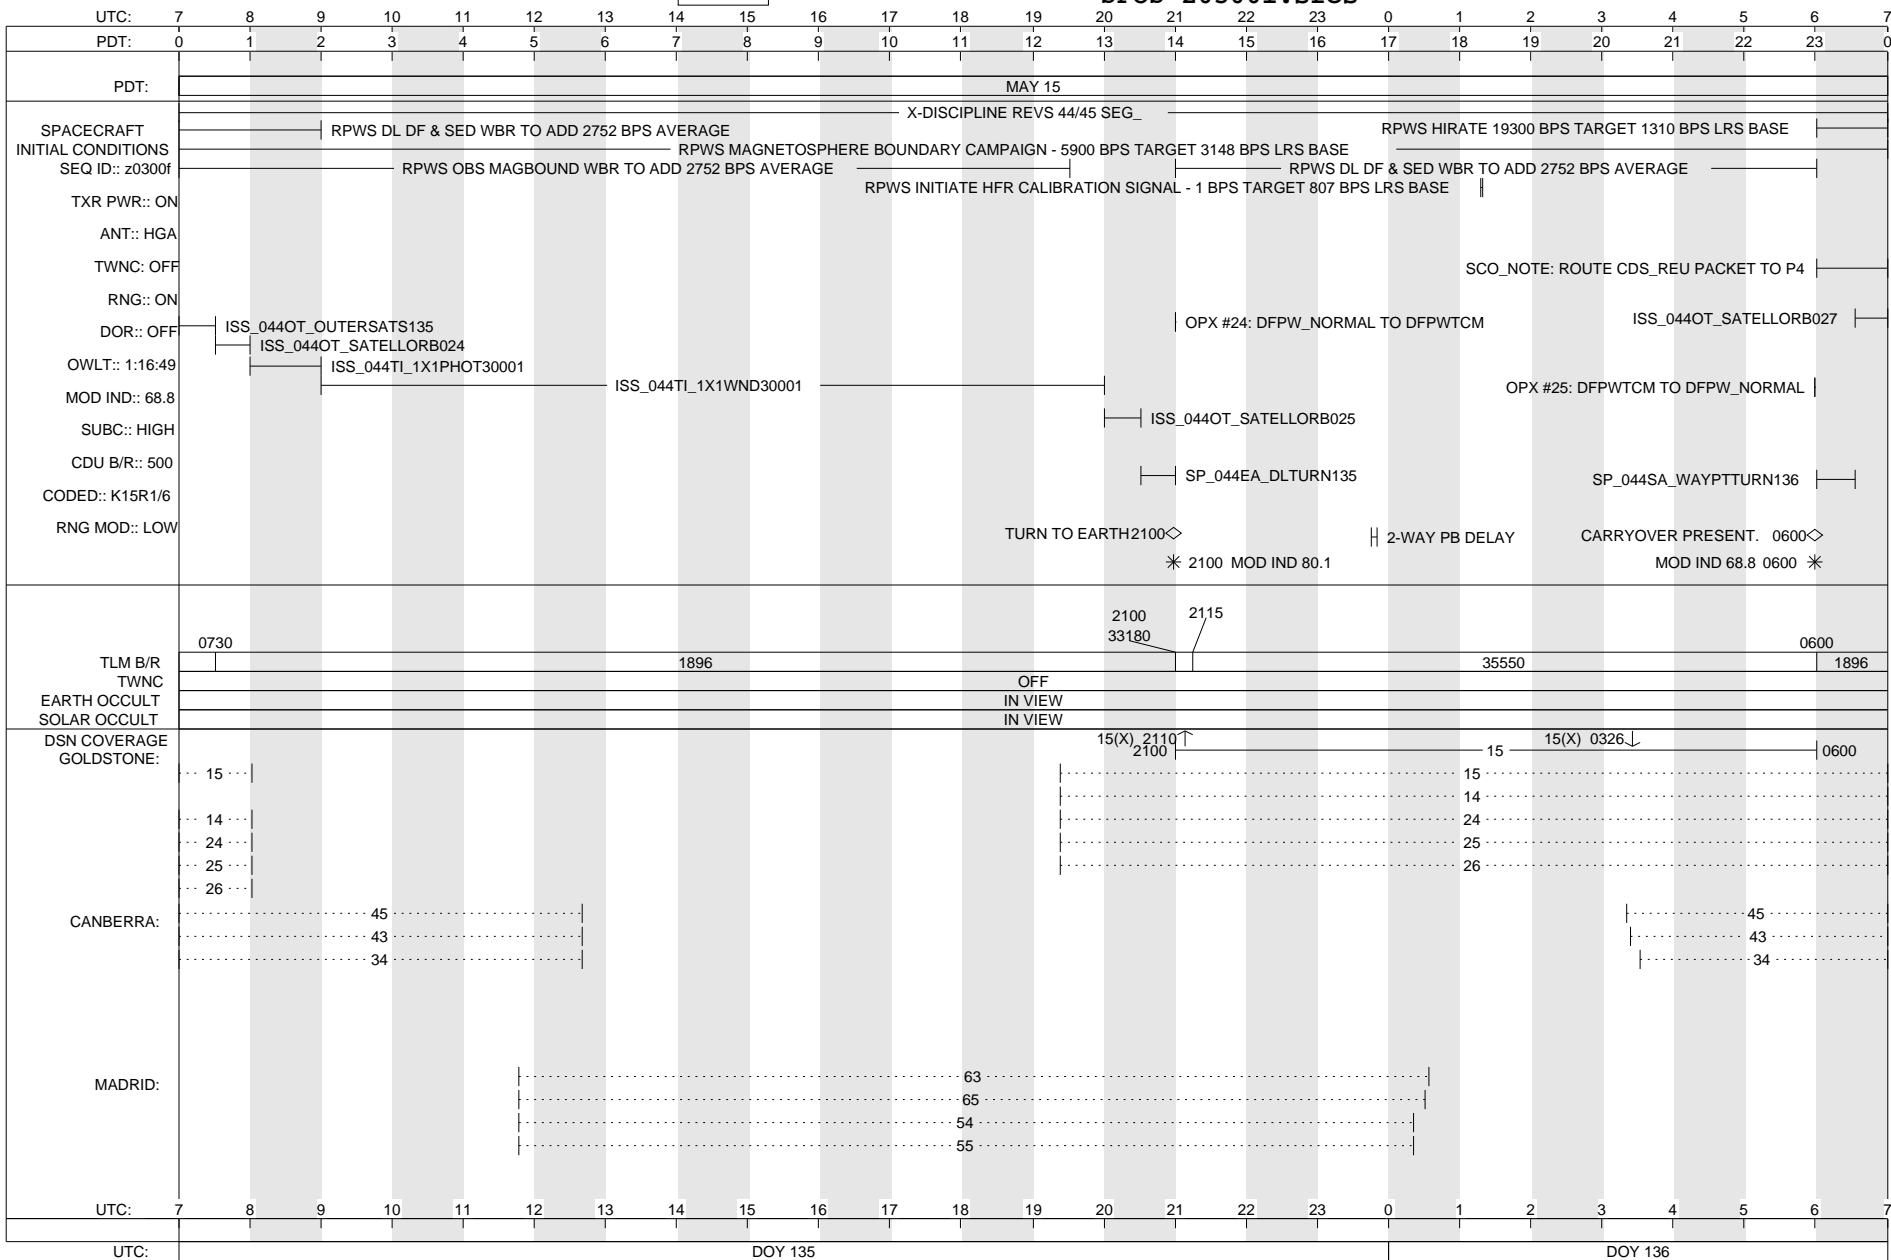 UTC: 7 8 9 10 11 12 13 14 15 16 17 18 19 20 21 22 23 0 1 2 3 4 5 6 7
PDT: 0 1 2 3 4 5 6 7 8 9 10 11 12 13 14 15 16 17 18 19 20 21 22 23 0
PDT: MAY 15
X-DISCIPLINE REVS 44/45 SEG_
SPACECRAFT RPWS DL DF & SED WBR TO ADD 2752 BPS AVERAGE RPWS HIRATE 19300 BPS TARGET 1310 BPS LRS BASE
INITIAL CONDITIONS RPWS MAGNETOSPHERE BOUNDARY CAMPAIGN - 5900 BPS TARGET 3148 BPS LRS BASE
SEQ ID:: z0300f RPWS OBS MAGBOUND WBR TO ADD 2752 BPS AVERAGE RPWS DL DF & SED WBR TO ADD 2752 BPS AVERAGE
RPWS INITIATE HFR CALIBRATION SIGNAL - 1 BPS TARGET 807 BPS LRS BASE
TXR PWR:: ON
ANT:: HGA
TWNC: OFF SCO_NOTE: ROUTE CDS_REU PACKET TO P4
RNG:: ON
ISS_044OT_OUTERSATS135 OPX #24: DFPW_NORMAL TO DFPWTCM ISS_044OT_SATELLORB027
DOR:: OFF
ISS_044OT_SATELLORB024
OWLT:: 1:16:49 ISS_044TI_1X1PHOT30001
ISS_044TI_1X1WND30001 OPX #25: DFPWTCM TO DFPW_NORMAL
MOD IND:: 68.8
ISS_044OT_SATELLORB025
SUBC:: HIGH
CDU B/R:: 500
SP_044EA_DLTURN135 SP_044SA_WAYPTTURN136
CODED:: K15R1/6
RNG MOD:: LOW
TURN TO EARTH 2100 2-WAY PB DELAY CARRYOVER PRESENT. 0600
2100 MOD IND 80.1 MOD IND 68.8 0600
2100 2115
33180
0730 0600
TLM B/R 1896 35550 1896
TWNC OFF
EARTH OCCULT IN VIEW
SOLAR OCCULT IN VIEW
DSN COVERAGE 15(X) 2110 15(X) 0326
GOLDSTONE: 2100 15 0600
15 15
14
14 24
24 25
25 26
26
CANBERRA: 45 45
43 43
34 34
MADRID: 63
65
54
55
UTC: 7 8 9 10 11 12 13 14 15 16 17 18 19 20 21 22 23 0 1 2 3 4 5 6 7
UTC: DOY 135 DOY 136